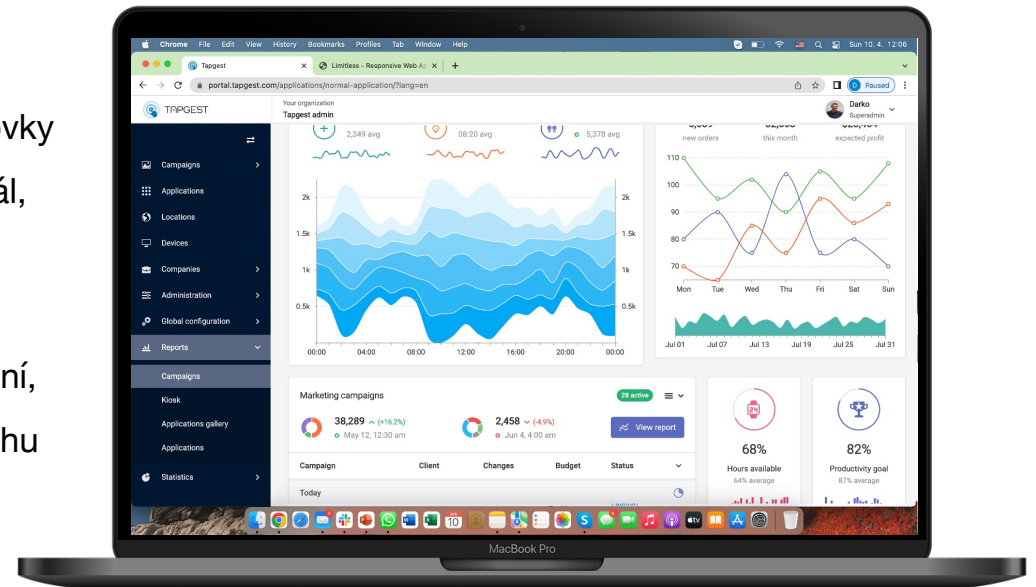 ovky
ál,
ní,
hu
Chrome File Edit View History Bookmarks Profiles Tab Window Help
Sun 10. 4. 12:06
Tapgest
Limitless - Responsive Web Ap
portal.tapgest.com/applications/normal-application/?lang=en
Paused
TAPGEST
Your organization
Tapgest admin
Darko
Superadmin
Campaigns
Applications
Locations
Devices
Companies
Administration
Global configuration
Reports
Campaigns
Kiosk
Applications gallery
Applications
Statistics
2,349 avg
08:20 avg
5,378 avg
2k
1.5k
1k
0.5k
2k
1.5k
1k
0.5k
00:00 04:00 08:00 12:00 16:00 20:00 00:00
new orders this month expected profit
110
100
90
80
70
Mon Tue Wed Thu Fri Sat Sun
Jul 01 Jul 07 Jul 13 Jul 19 Jul 25 Jul 31
Marketing campaigns
28 active
38,289 (+16.2%)
May 12, 12:30 am
2,458 (-4.9%)
Jun 4, 4:00 am
View report
Campaign Client Changes Budget Status
Today
68%
Hours available
64% average
82%
Productivity goal
87% average
MacBook Pro